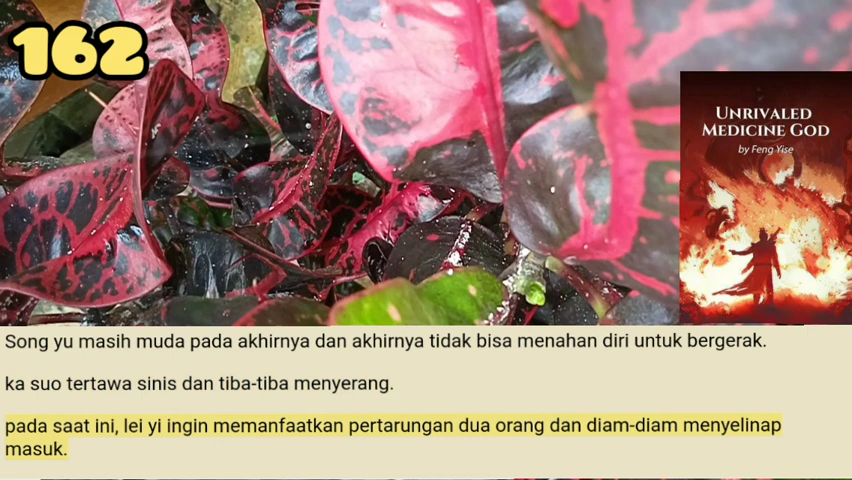 162
UNRIVALED
MEDICINE GOD
by Feng Yise
Song yu masih muda pada akhirnya dan akhirnya tidak bisa menahan diri untuk bergerak.
ka suo tertawa sinis dan tiba-tiba menyerang.
pada saat ini, lei yi ingin memanfaatkan pertarungan dua orang dan diam-diam menyelinap
masuk.